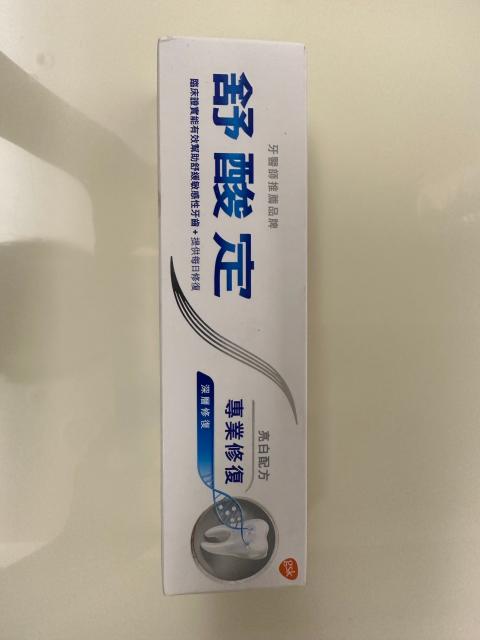 牙醫師推薦品牌
舒酸定
臨床證實能有效幫助舒緩敏感性牙齒+提供每日修復
亮白配方
專業修復
深層修復
gsk